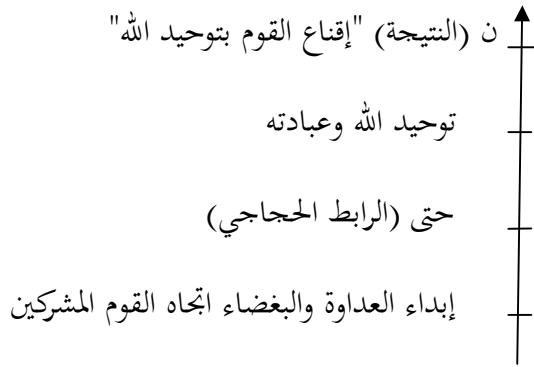 ن (النتيجة) "إقناع القوم بتوحيد الله"
توحيد الله وعبادته
حتى (الرابط الحجاجي)
إبداء العداوة والبغضاء اتجاه القوم المشركين